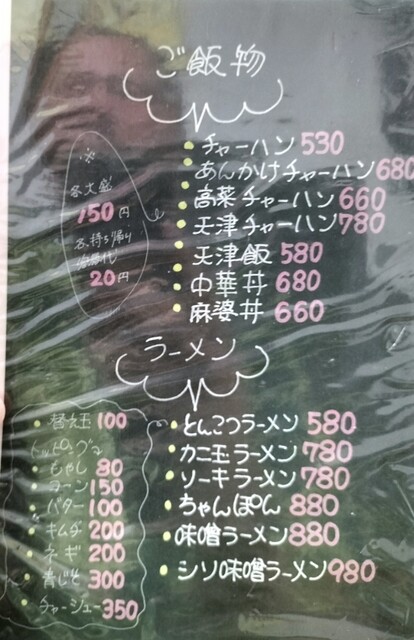 ご飯物
チャーハン 530
あんかけチャーハン 680
高菜チャーハン 660
天津チャーハン 780
天津飯 580
中華丼 680
麻婆丼 660
※
各大盛
150円
お持ち帰り
容器代
20円
ラーメン
とんこつラーメン 580
カニ玉ラーメン 780
ソーキラーメン 780
ちゃんぽん 880
味噌ラーメン 880
シソ味噌ラーメン 980
替え玉 100
トッピング
もやし 80
コーン 150
バター 100
キムチ 200
ネギ 200
青じそ 300
チャーシュー 350